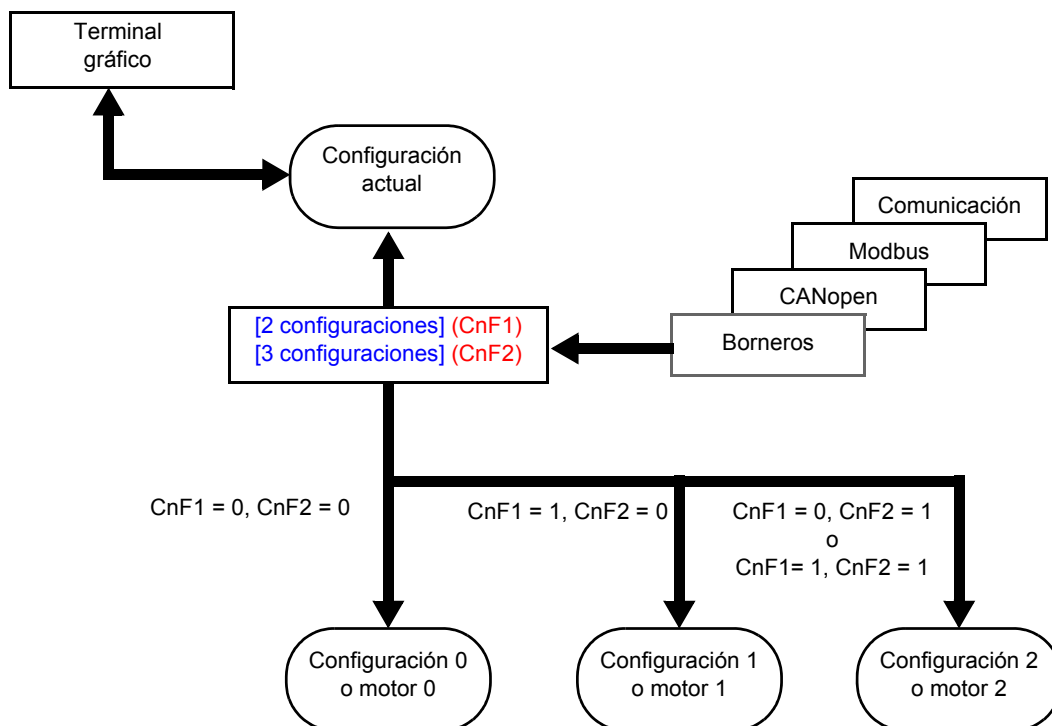 Terminal
gráfico
Configuración
actual
Comunicación
Modbus
CANopen
Borneros
[2 configuraciones] (CnF1)
[3 configuraciones] (CnF2)
CnF1 = 0, CnF2 = 0
CnF1 = 1, CnF2 = 0
CnF1 = 0, CnF2 = 1
o
CnF1= 1, CnF2 = 1
Configuración 0
o motor 0
Configuración 1
o motor 1
Configuración 2
o motor 2